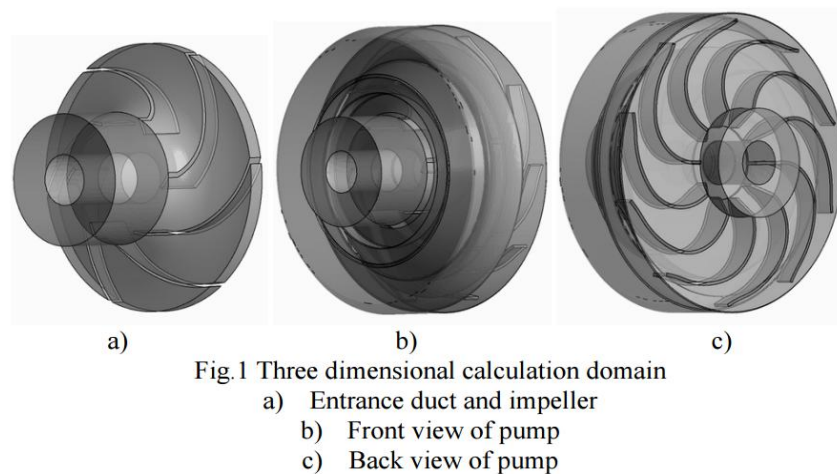 a) b) c)
Fig.1 Three dimensional calculation domain
a) Entrance duct and impeller
b) Front view of pump
c) Back view of pump